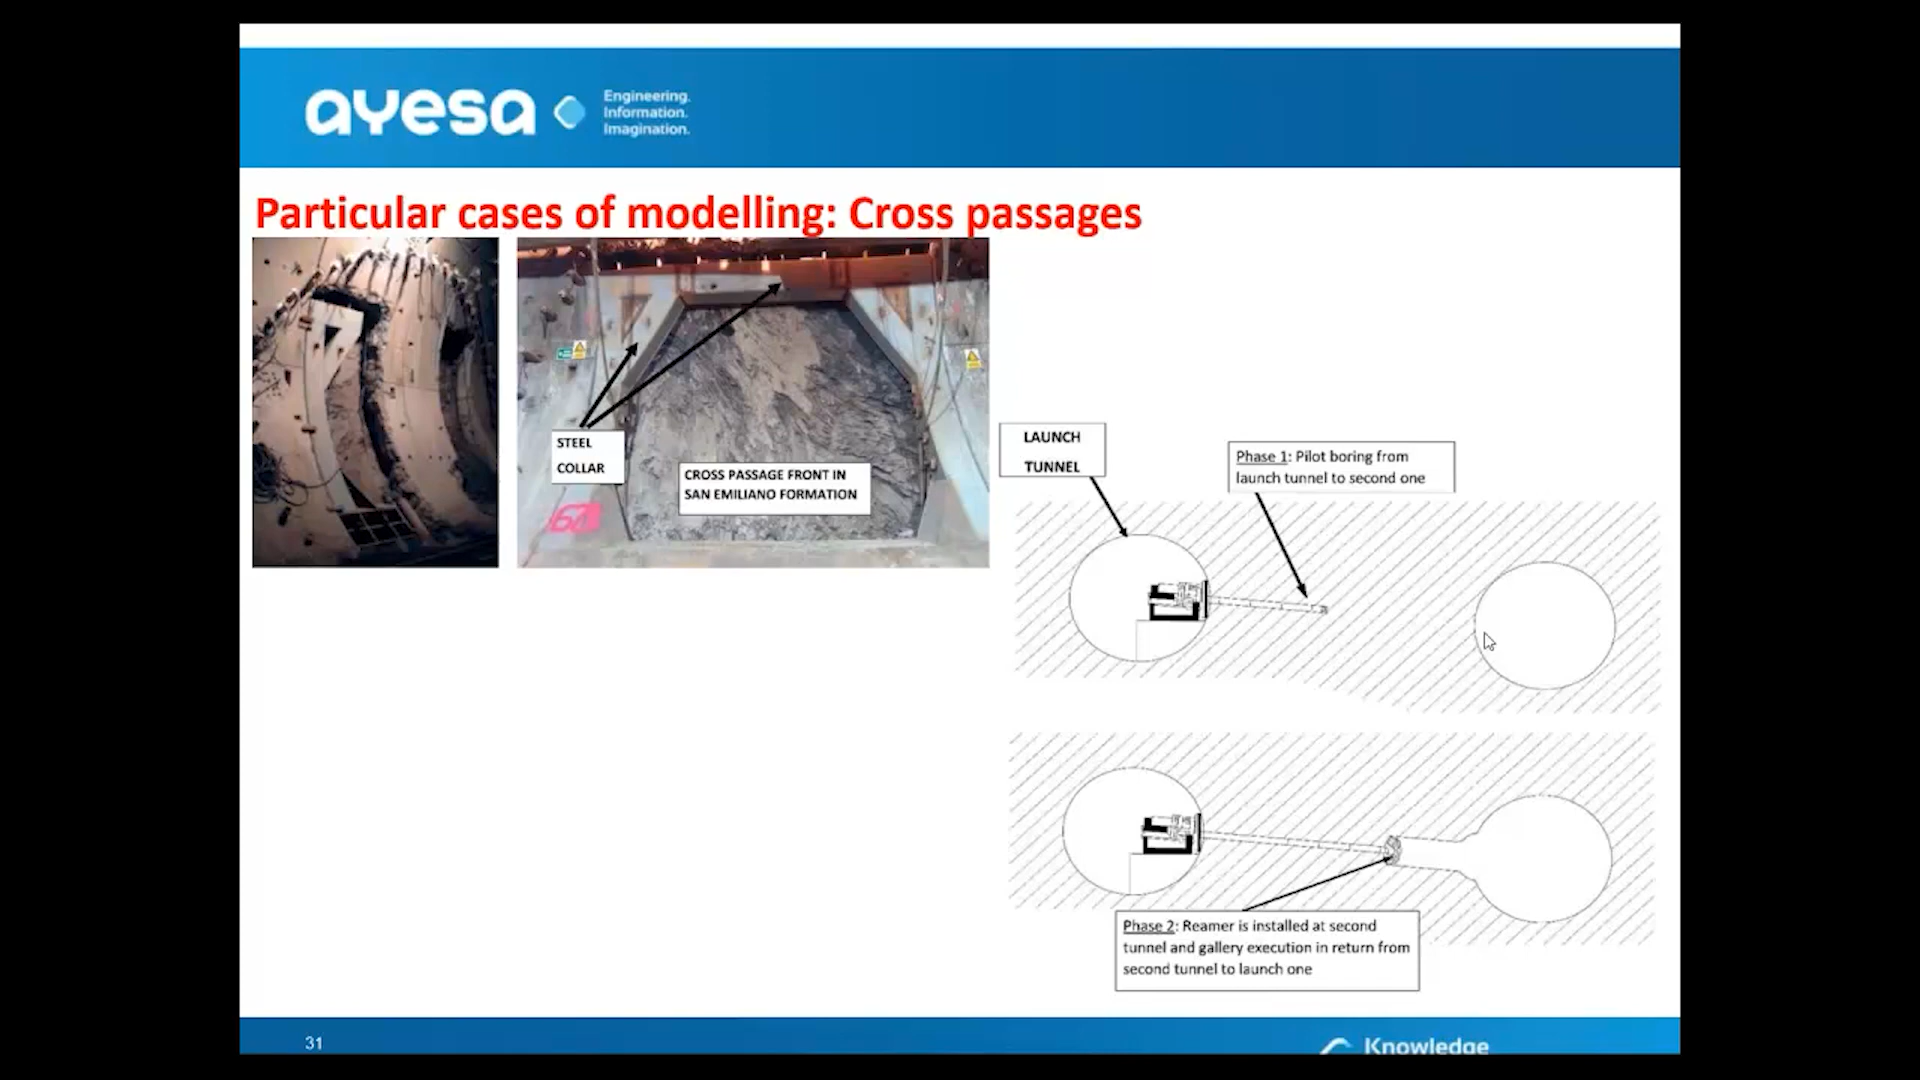 ayesa
Engineering.
Information.
Imagination.
Particular cases of modelling: Cross passages
STEEL
COLLAR
CROSS PASSAGE FRONT IN
SAN EMILIANO FORMATION
LAUNCH
TUNNEL
Phase 1: Pilot boring from
launch tunnel to second one
Phase 2: Reamer is installed at second
tunnel and gallery execution in return from
second tunnel to launch one
31
Knowledge